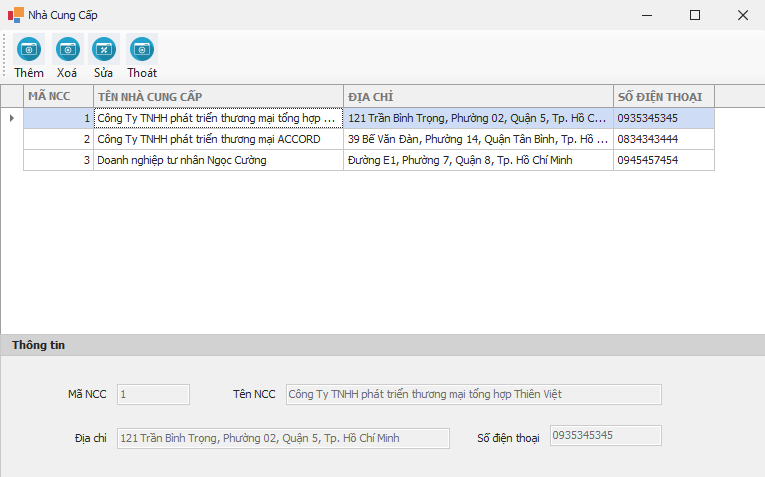 Nhà Cung Cấp
Thêm Xoá Sửa Thoát
MÃ NCC TÊN NHÀ CUNG CẤP ĐỊA CHỈ SỐ ĐIỆN THOẠI
1 Công Ty TNHH phát triển thương mại tổng hợp ... 121 Trần Bình Trọng, Phường 02, Quận 5, Tp. Hồ C... 0935345345
2 Công Ty TNHH phát triển thương mại ACCORD 39 Bế Văn Đàn, Phường 14, Quận Tân Bình, Tp. Hồ ... 0834343444
3 Doanh nghiệp tư nhân Ngọc Cường Đường E1, Phường 7, Quận 8, Tp. Hồ Chí Minh 0945457454
Thông tin
Mã NCC 1 Tên NCC Công Ty TNHH phát triển thương mại tổng hợp Thiên Việt
Địa chỉ 121 Trần Bình Trọng, Phường 02, Quận 5, Tp. Hồ Chí Minh Số điện thoại 0935345345